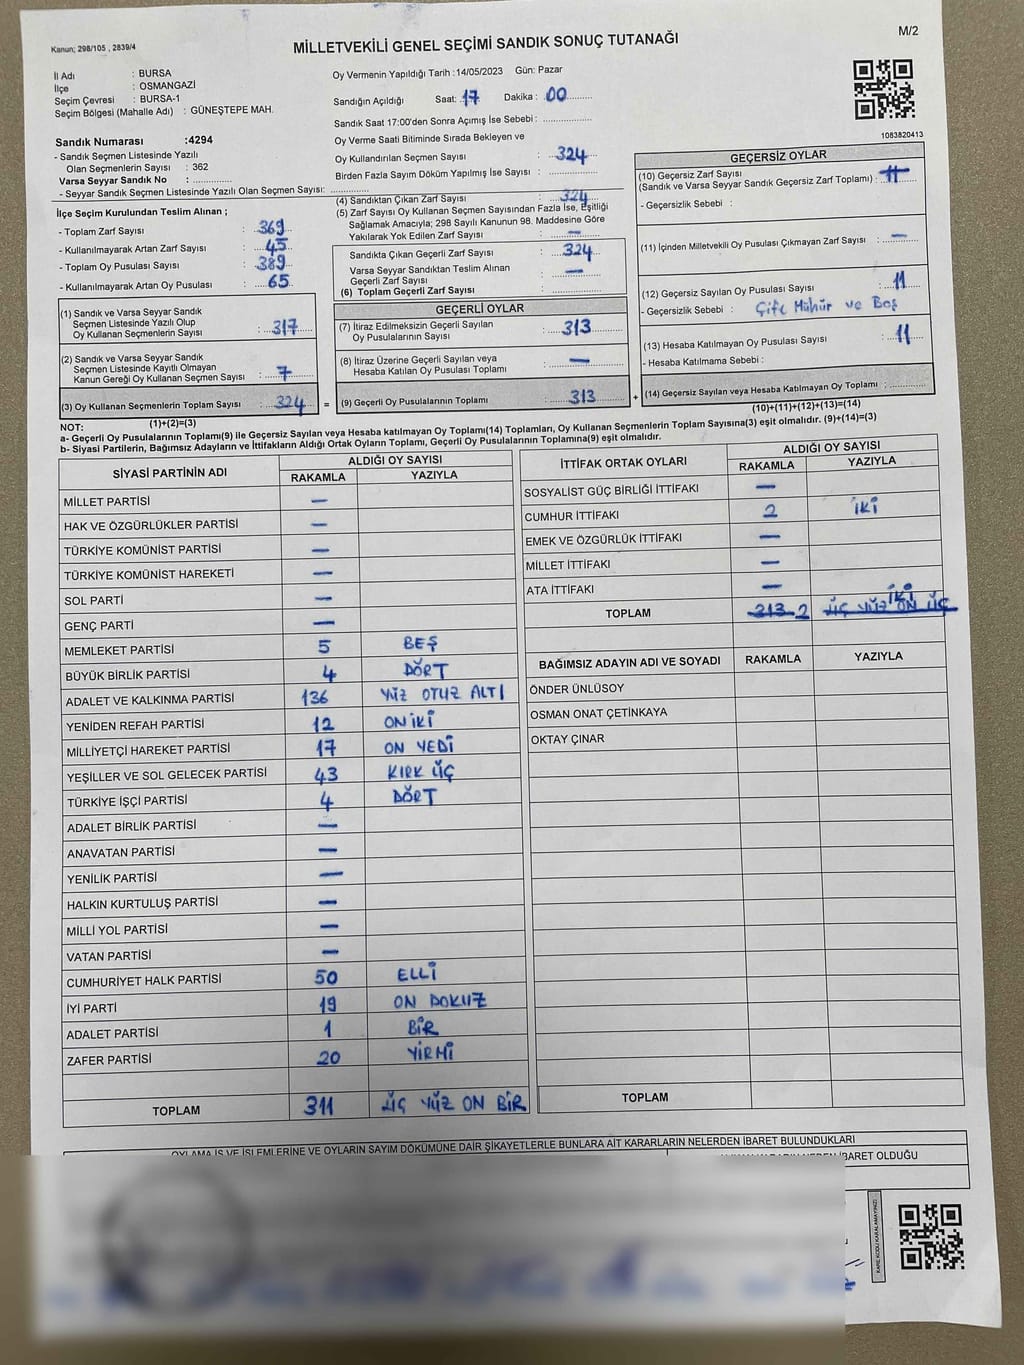 Kanun; 298/105 , 2839/4
M/2
MİLLETVEKİLİ GENEL SEÇİMİ SANDIK SONUÇ TUTANAĞI
İl Adı : BURSA
İlçe : OSMANGAZİ
Seçim Çevresi : BURSA-1
Seçim Bölgesi (Mahalle Adı) : GÜNEŞTEPE MAH.
Oy Vermenin Yapıldığı Tarih :14/05/2023 Gün: Pazar
Sandığın Açıldığı Saat: 17 Dakika : 00
Sandık Saat 17:00'den Sonra Açımış İse Sebebi :
1083820413
Sandık Numarası :4294
- Sandık Seçmen Listesinde Yazılı
Olan Seçmenlerin Sayısı : 362
Varsa Seyyar Sandık No :
- Seyyar Sandık Seçmen Listesinde Yazılı Olan Seçmen Sayısı:
Oy Verme Saati Bitiminde Sırada Bekleyen ve
Oy Kullandırılan Seçmen Sayısı : 324
Birden Fazla Sayım Döküm Yapılmış İse Sayısı :
İlçe Seçim Kurulundan Teslim Alınan ;
- Toplam Zarf Sayısı : 369
- Kullanılmayarak Artan Zarf Sayısı : 45
- Toplam Oy Pusulası Sayısı : 389
- Kullanılmayarak Artan Oy Pusulası : 65
(4) Sandıktan Çıkan Zarf Sayısı : 324
(5) Zarf Sayısı Oy Kullanan Seçmen Sayısından Fazla İse, Eşitliği
Sağlamak Amacıyla; 298 Sayılı Kanunun 98. Maddesine Göre
Yakılarak Yok Edilen Zarf Sayısı : —
Sandıkta Çıkan Geçerli Zarf Sayısı : 324
Varsa Seyyar Sandıktan Teslim Alınan
Geçerli Zarf Sayısı : —
(6) Toplam Geçerli Zarf Sayısı :
GEÇERSİZ OYLAR
(10) Geçersiz Zarf Sayısı
(Sandık ve Varsa Seyyar Sandık Geçersiz Zarf Toplamı) : 11
- Geçersizlik Sebebi :
(11) İçinden Milletvekili Oy Pusulası Çıkmayan Zarf Sayısı : —
(12) Geçersiz Sayılan Oy Pusulası Sayısı : 11
- Geçersizlik Sebebi : Çift Mühür ve Boş
(13) Hesaba Katılmayan Oy Pusulası Sayısı : 11
- Hesaba Katılmama Sebebi :
(14) Geçersiz Sayılan veya Hesaba Katılmayan Oy Toplamı :
(10)+(11)+(12)+(13)=(14)
(1) Sandık ve Varsa Seyyar Sandık
Seçmen Listesinde Yazılı Olup
Oy Kullanan Seçmenlerin Sayısı : 317
(2) Sandık ve Varsa Seyyar Sandık
Seçmen Listesinde Kayıtlı Olmayan
Kanun Gereği Oy Kullanan Seçmen Sayısı : 7
(3) Oy Kullanan Seçmenlerin Toplam Sayısı : 324 =
(1)+(2)=(3)
GEÇERLİ OYLAR
(7) İtiraz Edilmeksizin Geçerli Sayılan
Oy Pusulalarının Sayısı : 313
(8) İtiraz Üzerine Geçerli Sayılan veya
Hesaba Katılan Oy Pusulası Toplamı : —
(9) Geçerli Oy Pusulalarının Toplamı : 313 +
NOT:
a- Geçerli Oy Pusulalarının Toplamı(9) ile Geçersiz Sayılan veya Hesaba katılmayan Oy Toplamı(14) Toplamları, Oy Kullanan Seçmenlerin Toplam Sayısına(3) eşit olmalıdır. (9)+(14)=(3)
b- Siyasi Partilerin, Bağımsız Adayların ve İttifakların Aldığı Ortak Oyların Toplamı, Geçerli Oy Pusulalarının Toplamına(9) eşit olmalıdır.
SİYASİ PARTİNİN ADI ALDIĞI OY SAYISI
RAKAMLA YAZIYLA
MİLLET PARTİSİ —
HAK VE ÖZGÜRLÜKLER PARTİSİ —
TÜRKİYE KOMÜNİST PARTİSİ —
TÜRKİYE KOMÜNİST HAREKETİ —
SOL PARTİ —
GENÇ PARTİ —
MEMLEKET PARTİSİ 5 BEŞ
BÜYÜK BİRLİK PARTİSİ 4 DÖRT
ADALET VE KALKINMA PARTİSİ 136 YÜZ OTUZ ALTI
YENİDEN REFAH PARTİSİ 12 ON İKİ
MİLLİYETÇİ HAREKET PARTİSİ 17 ON YEDİ
YEŞİLLER VE SOL GELECEK PARTİSİ 43 KIRK ÜÇ
TÜRKİYE İŞÇİ PARTİSİ 4 DÖRT
ADALET BİRLİK PARTİSİ —
ANAVATAN PARTİSİ —
YENİLİK PARTİSİ —
HALKIN KURTULUŞ PARTİSİ —
MİLLİ YOL PARTİSİ —
VATAN PARTİSİ —
CUMHURİYET HALK PARTİSİ 50 ELLİ
İYİ PARTİ 19 ON DOKUZ
ADALET PARTİSİ 1 BİR
ZAFER PARTİSİ 20 YİRMİ
TOPLAM 311 ÜÇ YÜZ ON BİR
İTTİFAK ORTAK OYLARI ALDIĞI OY SAYISI
RAKAMLA YAZIYLA
SOSYALİST GÜÇ BİRLİĞİ İTTİFAKI —
CUMHUR İTTİFAKI 2 İKİ
EMEK VE ÖZGÜRLÜK İTTİFAKI —
MİLLET İTTİFAKI —
ATA İTTİFAKI —
TOPLAM 313 2 ÜÇ YÜZ ON ÜÇ İKİ
BAĞIMSIZ ADAYIN ADI VE SOYADI RAKAMLA YAZIYLA
ÖNDER ÜNLÜSOY
OSMAN ONAT ÇETİNKAYA
OKTAY ÇINAR
TOPLAM
OYLAMA İŞ VE İŞLEMLERİNE VE OYLARIN SAYIM DÖKÜMÜNE DAİR ŞİKAYETLERLE BUNLARA AİT KARARLARIN NELERDEN İBARET BULUNDUKLARI
İBARET OLDUĞU
KARE KODU KARALAMAYINIZ!